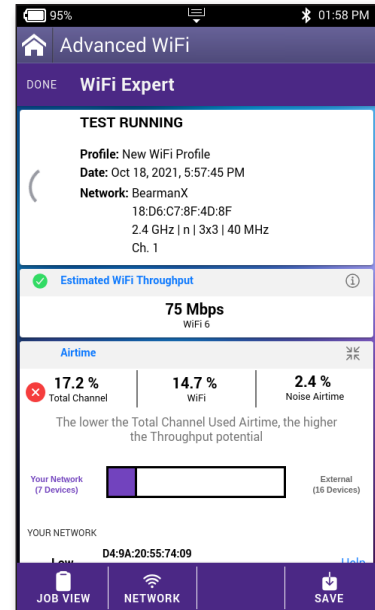 95%
01:58 PM
Advanced WiFi
DONE
WiFi Expert
TEST RUNNING
Profile: New WiFi Profile
Date: Oct 18, 2021, 5:57:45 PM
Network: BearmanX
18:D6:C7:8F:4D:8F
2.4 GHz | n | 3x3 | 40 MHz
Ch. 1
Estimated WiFi Throughput
75 Mbps
WiFi 6
Airtime
17.2 %
Total Channel
14.7 %
WiFi
2.4 %
Noise Airtime
The lower the Total Channel Used Airtime, the higher
the Throughput potential
Your Network
(7 Devices)
External
(16 Devices)
YOUR NETWORK
D4:9A:20:55:74:09
Low
Help
JOB VIEW
NETWORK
SAVE